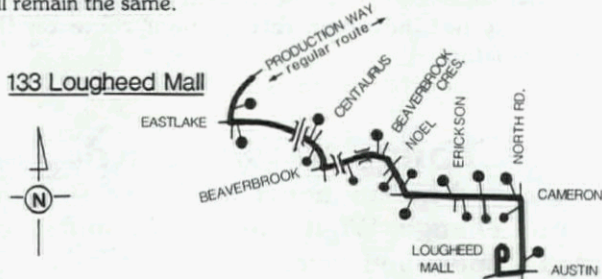 ll remain the same.
PRODUCTION WAY
regular route
133 Lougheed Mall
EASTLAKE
CENTAURUS
BEAVERBROOK
CRES.
BEAVERBROOK
NOEL
ERICKSON
NORTH RD.
CAMERON
N
LOUGHEED
MALL
AUSTIN